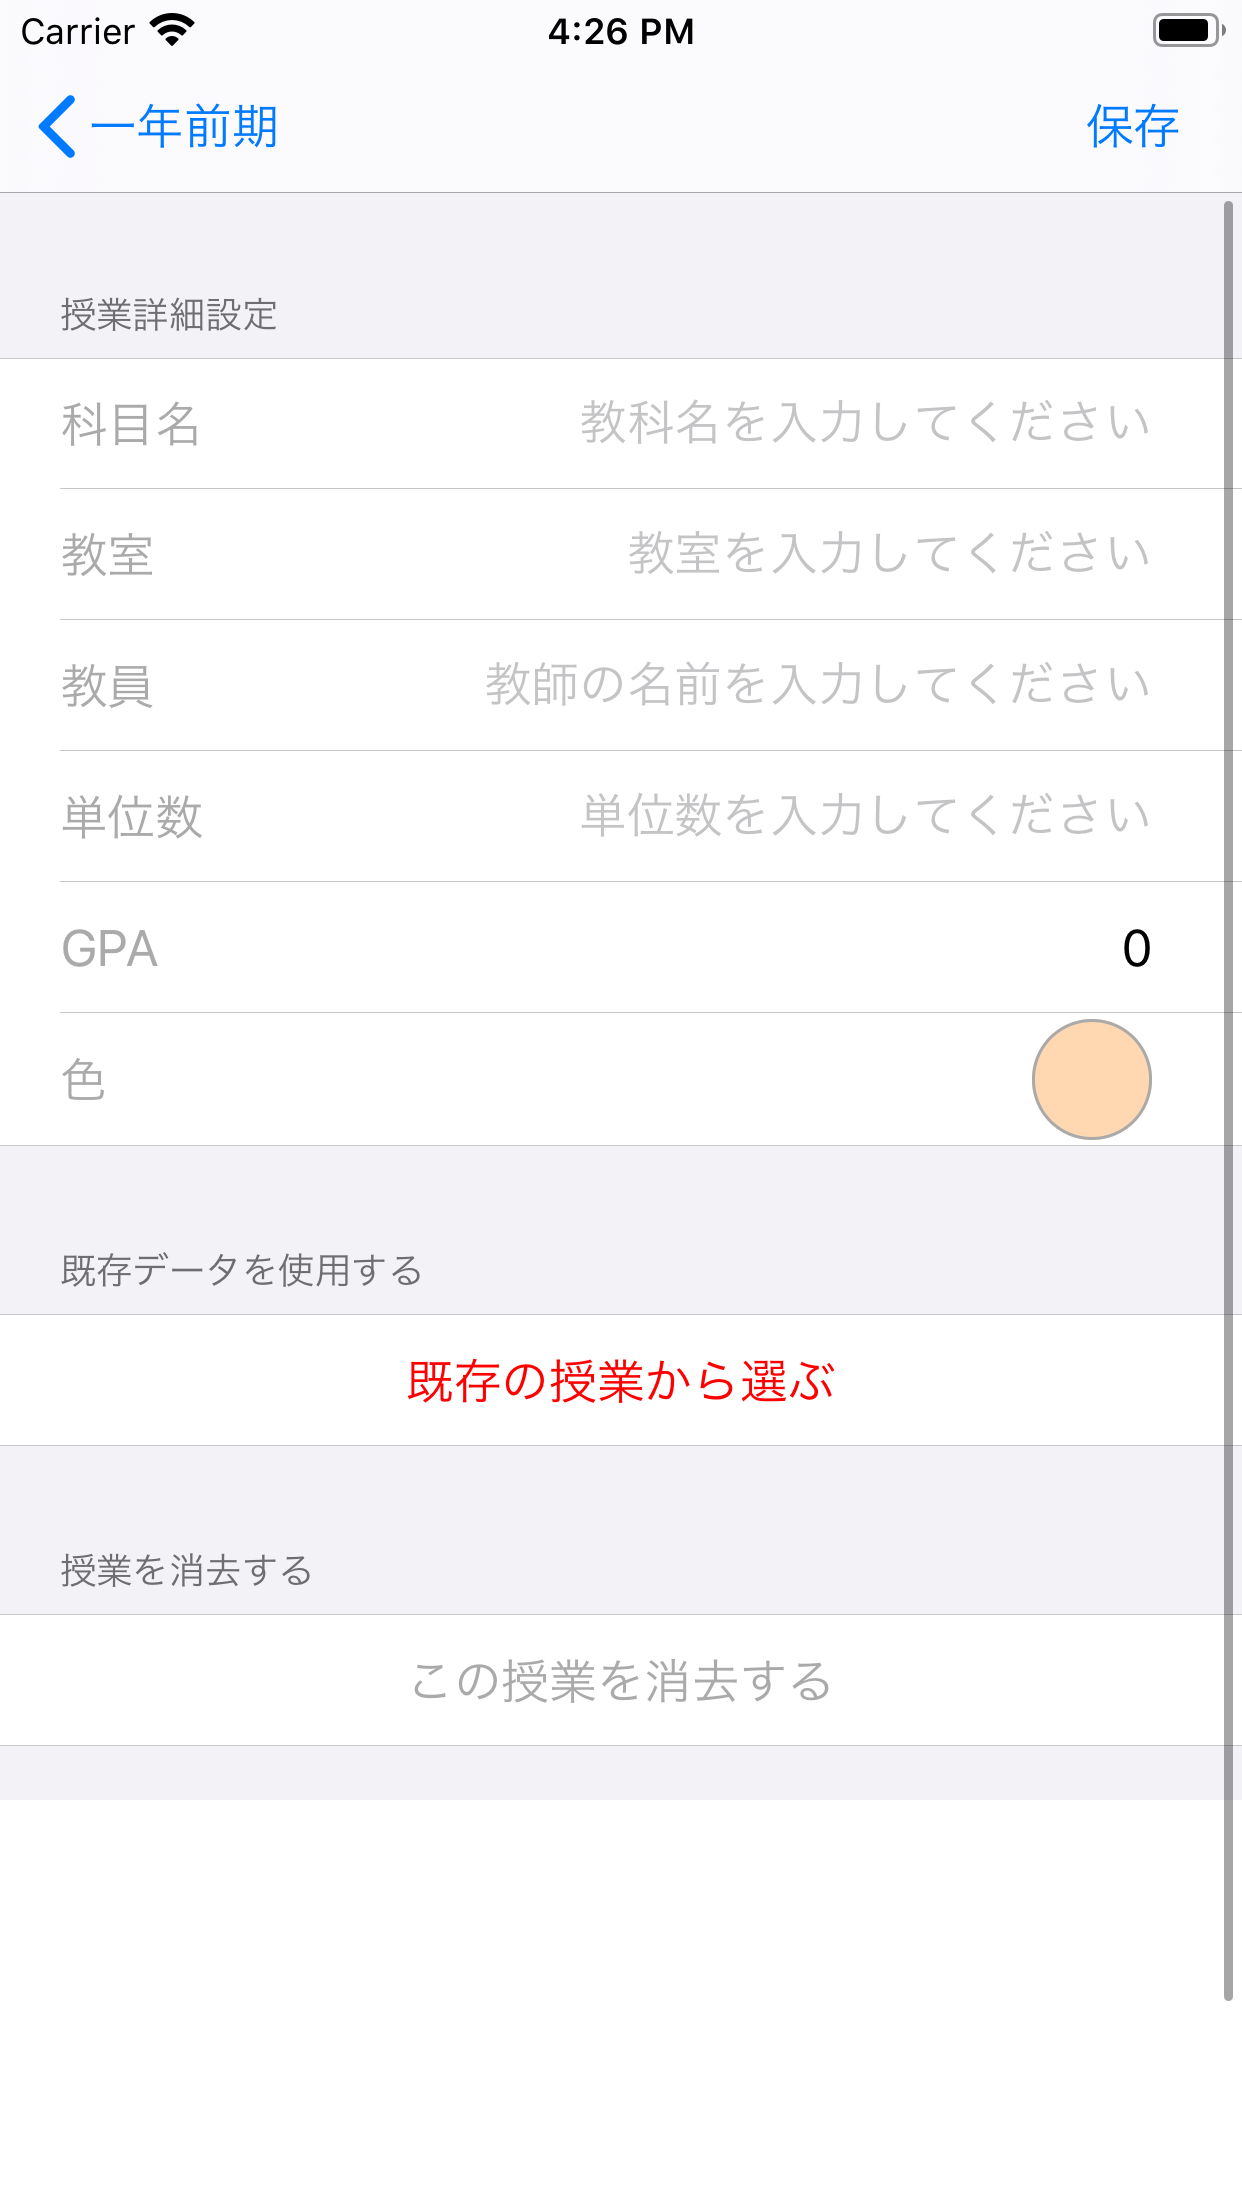 Carrier 4:26 PM
一年前期 保存
授業詳細設定
科目名 教科名を入力してください
教室 教室を入力してください
教員 教師の名前を入力してください
単位数 単位数を入力してください
GPA 0
色
既存データを使用する
既存の授業から選ぶ
授業を消去する
この授業を消去する